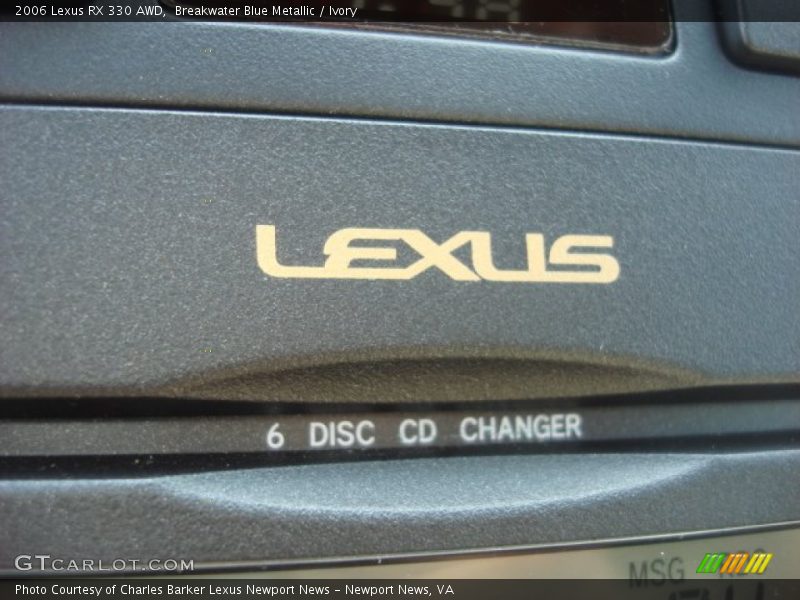 2006 Lexus RX 330 AWD,  Breakwater Blue Metallic / Ivory
LEXUS
6 DISC CD CHANGER
MSG
GTCARLOT.COM
Photo Courtesy of Charles Barker Lexus Newport News – Newport News, VA